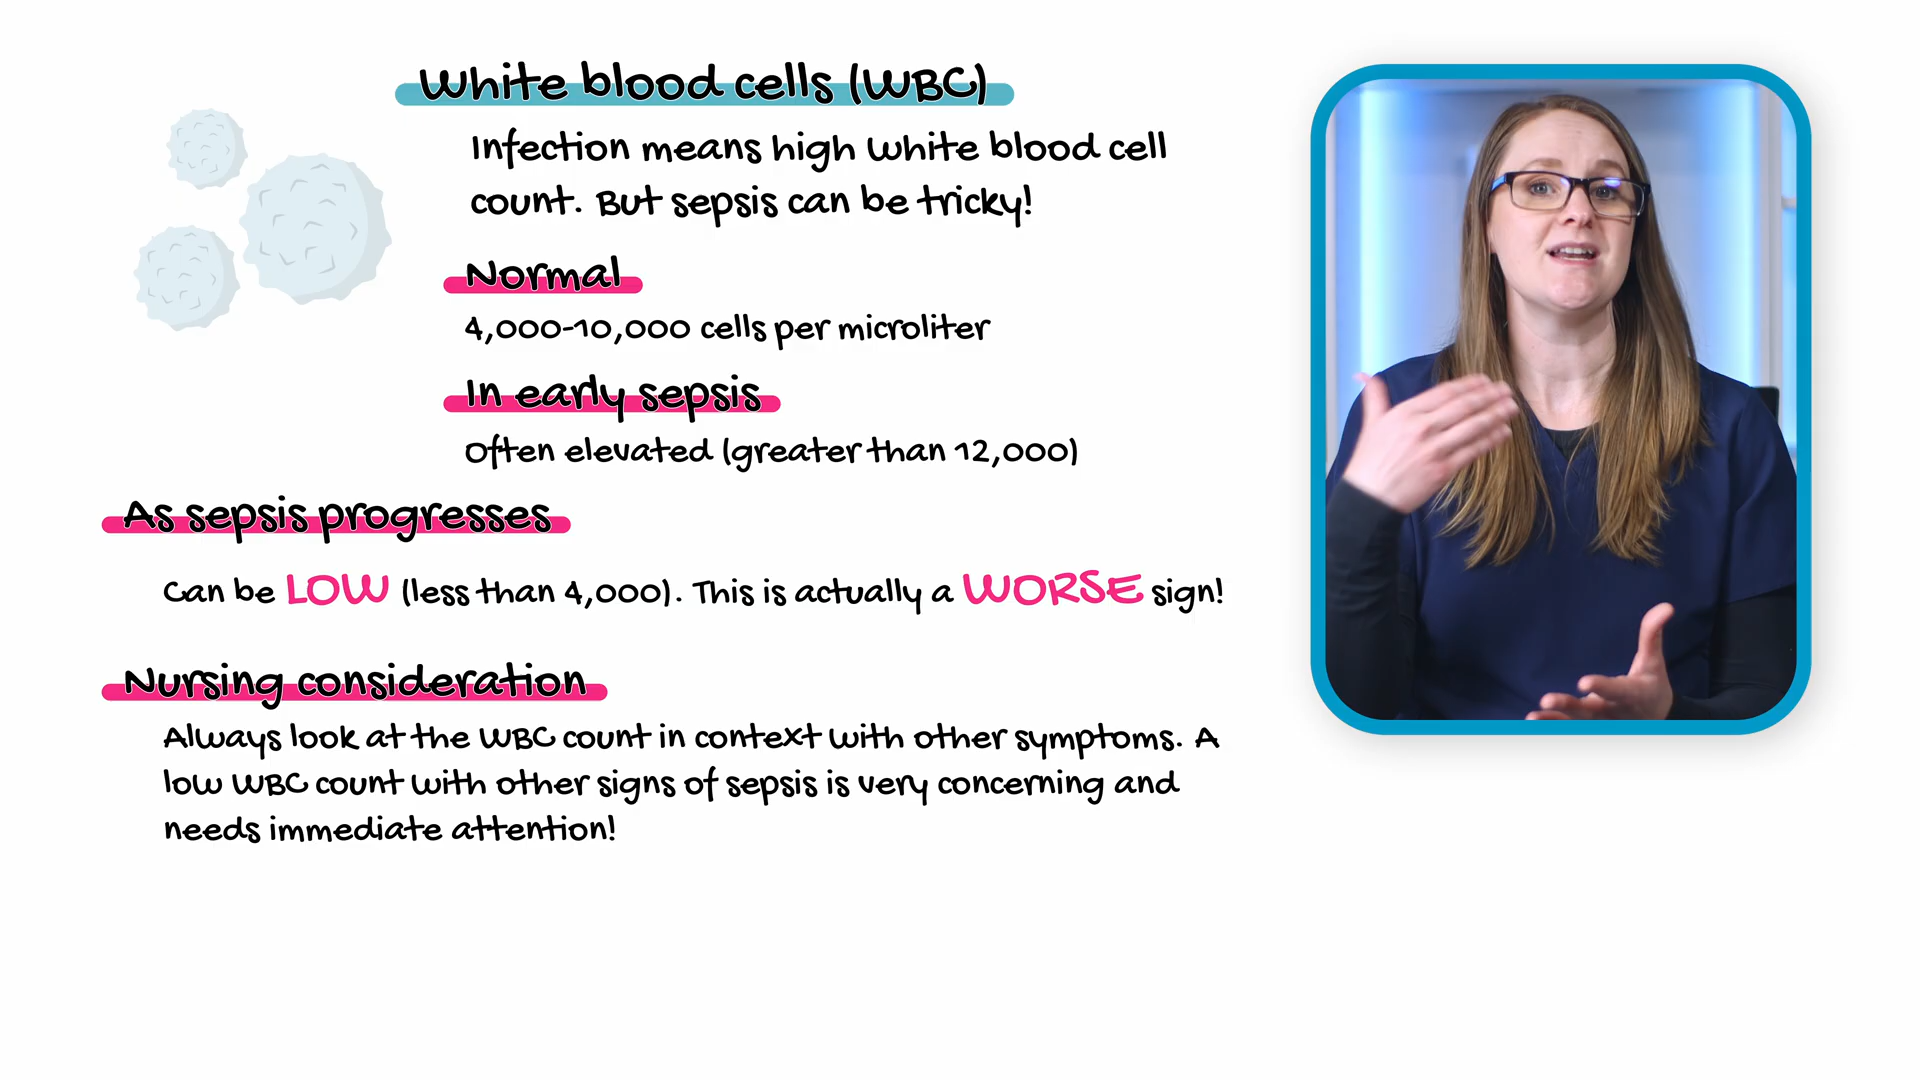 White blood cells (WBC)
Infection means high white blood cell
count. But sepsis can be tricky!
Normal
4,000-10,000 cells per microliter
In early sepsis
Often elevated (greater than 12,000)
As sepsis progresses
Can be LOW (less than 4,000). This is actually a WORSE sign!
Nursing consideration
Always look at the WBC count in context with other symptoms. A
low WBC count with other signs of sepsis is very concerning and
needs immediate attention!